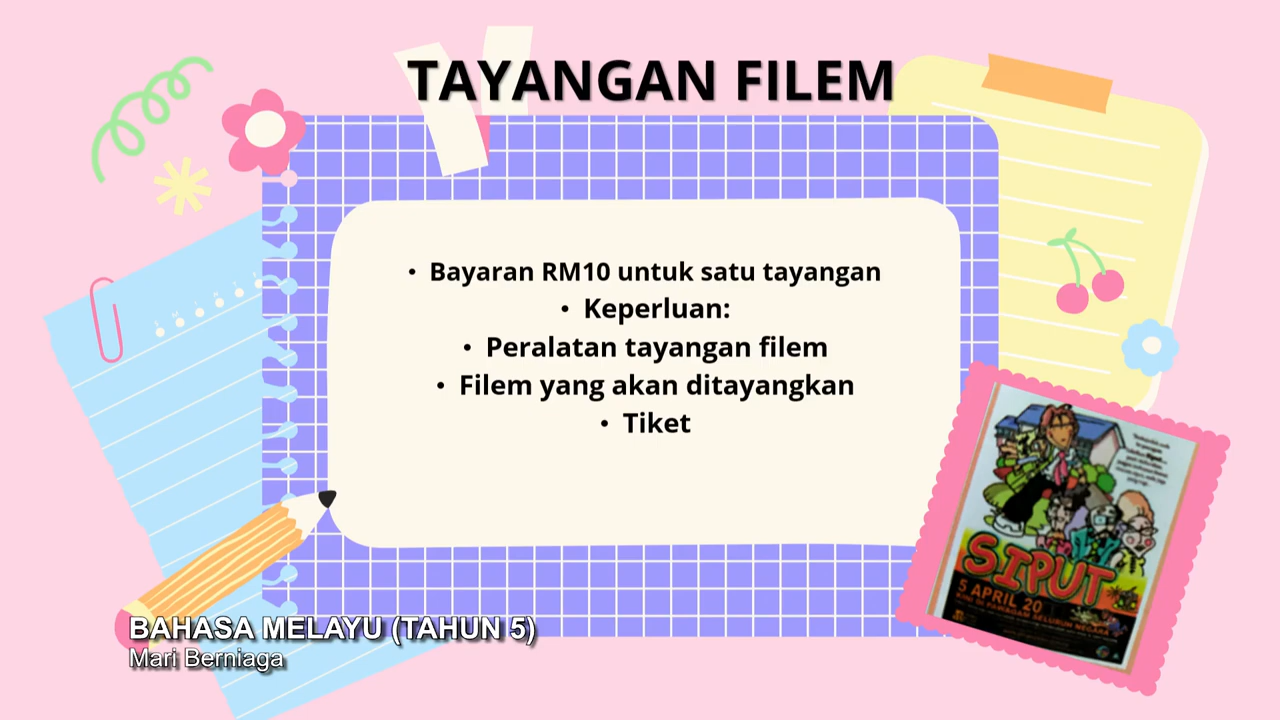 TAYANGAN FILEM
• Bayaran RM10 untuk satu tayangan
• Keperluan:
• Peralatan tayangan filem
• Filem yang akan ditayangkan
• Tiket
SIPUT
5 APRIL 20
BAHASA MELAYU (TAHUN 5)
Mari Berniaga